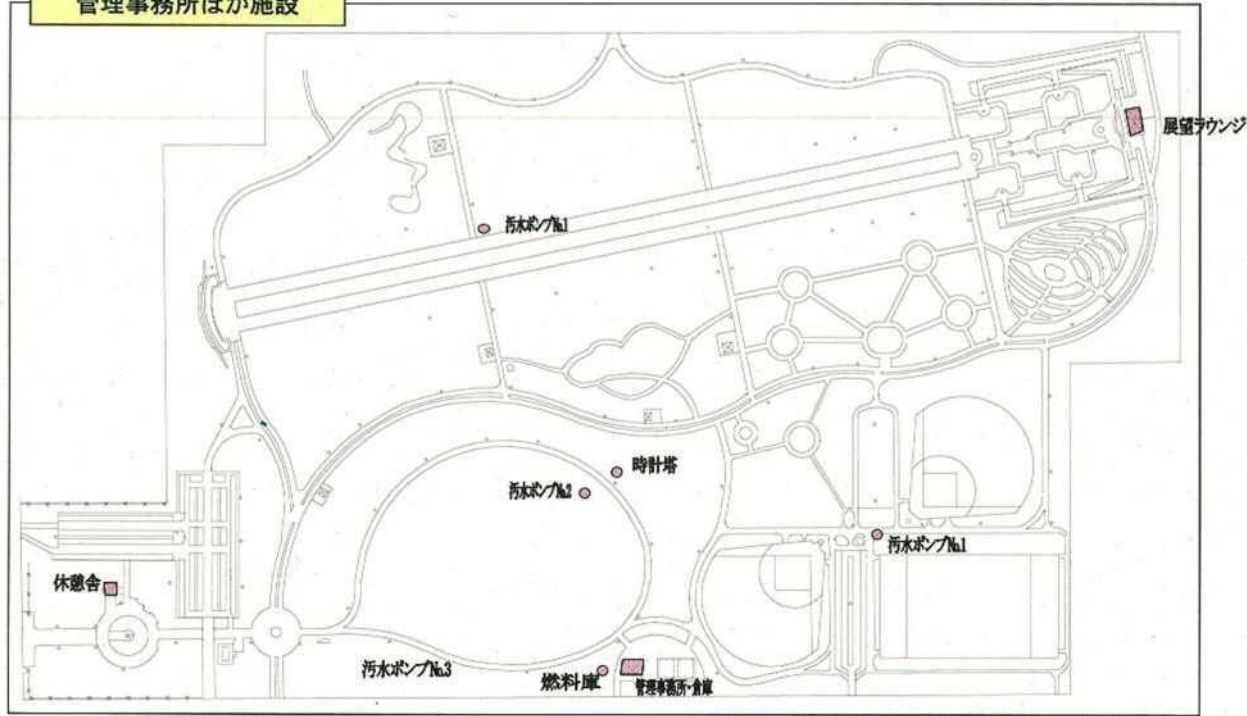 管理事務所ほか施設
展望ラウンジ
汚水ポンプ№1
時計塔
汚水ポンプ№2
汚水ポンプ№1
休憩舎
汚水ポンプ№3
燃料庫
管理事務所・倉庫